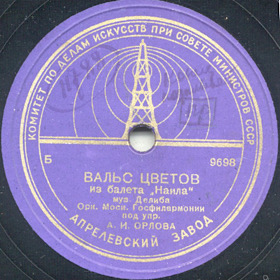 КОМИТЕТ ПО ДЕЛАМ ИСКУССТВ ПРИ СОВЕТЕ МИНИСТРОВ СССР
Б 9698
ВАЛЬС ЦВЕТОВ
из балета „Наила"
муз. Делиба
Орк. Моск. Госфилармонии
под упр.
А. И. ОРЛОВА
АПРЕЛЕВСКИЙ ЗАВОД